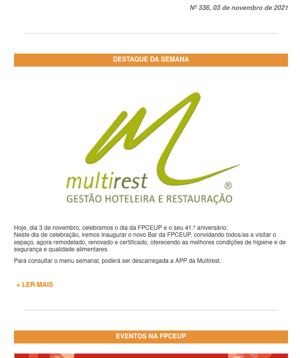 Nº 336, 03 de novembro de 2021
DESTAQUE DA SEMANA
multirest®
GESTÃO HOTELEIRA E RESTAURAÇÃO
Hoje, dia 3 de novembro, celebramos o dia da FPCEUP e o seu 41.º aniversário.
Neste dia de celebração, iremos inaugurar o novo Bar da FPCEUP, convidando todos/as a visitar o
espaço, agora remodelado, renovado e certificado, oferecendo as melhores condições de higiene e de
segurança e qualidade alimentares.
Para consultar o menu semanal, poderá ser descarregada a APP da Multirest.
+ LER MAIS
EVENTOS NA FPCEUP